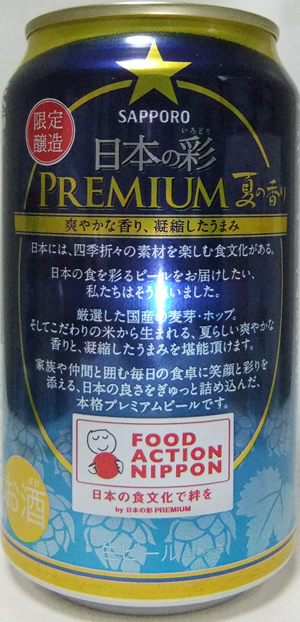 SAPPORO
限定
醸造
いろどり
日本の彩
PREMIUM 夏の香り
爽やかな香り、凝縮したうまみ
日本には、四季折々の素材を楽しむ食文化がある。
日本の食を彩るビールをお届けしたい、
私たちはそう思いました。
厳選した国産の麦芽・ホップ。
そしてこだわりの米から生まれる、夏らしい爽やかな
香りと、凝縮したうまみを堪能頂けます。
家族や仲間と囲む毎日の食卓に笑顔と彩りを
添える、日本の良さをぎゅっと詰め込んだ、
本格プレミアムビールです。
FOOD
ACTION
NIPPON
日本の食文化で絆を
by 日本の彩 PREMIUM
お酒
生ビール